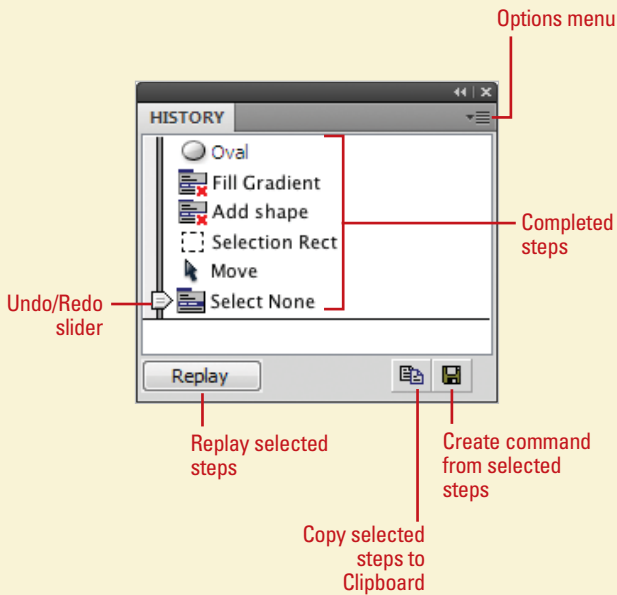 Options menu
HISTORY
Oval
Fill Gradient
Add shape
Selection Rect
Move
Select None
Completed
steps
Undo/Redo
slider
Replay
Replay selected
steps
Create command
from selected
steps
Copy selected
steps to
Clipboard